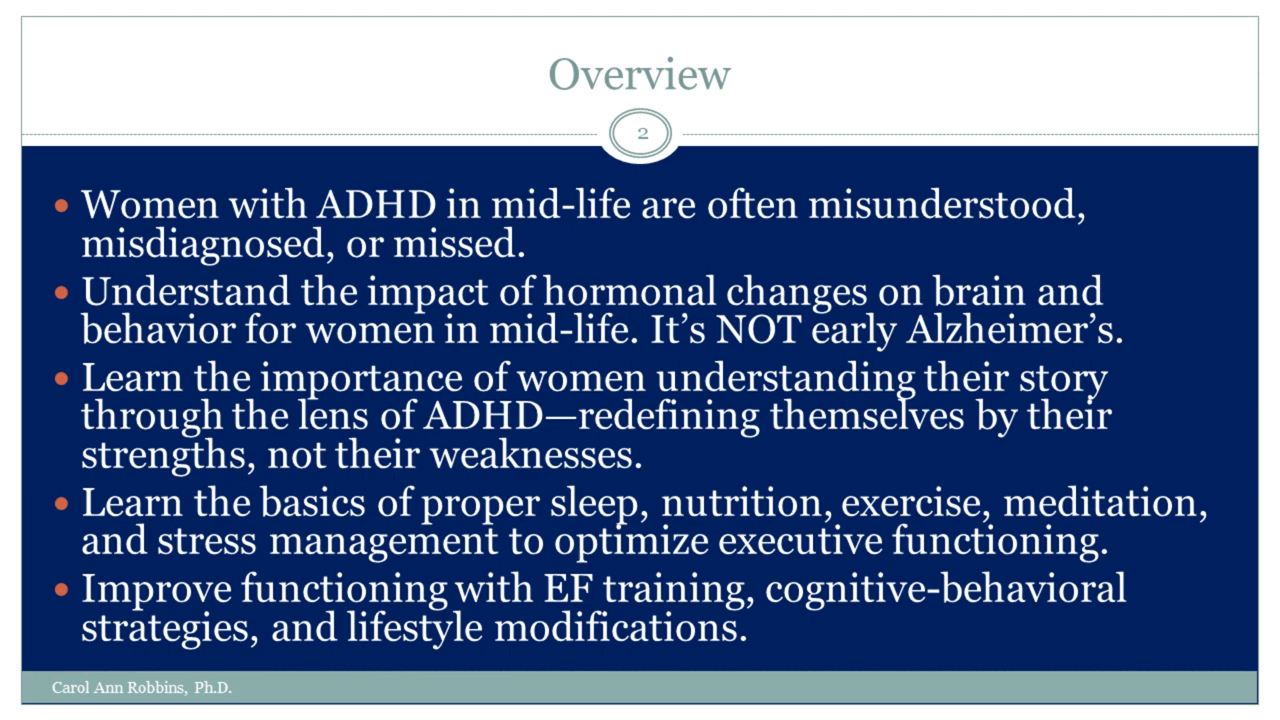 Overview
2
• Women with ADHD in mid-life are often misunderstood,
misdiagnosed, or missed.
• Understand the impact of hormonal changes on brain and
behavior for women in mid-life. It’s NOT early Alzheimer’s.
• Learn the importance of women understanding their story
through the lens of ADHD—redefining themselves by their
strengths, not their weaknesses.
• Learn the basics of proper sleep, nutrition, exercise, meditation,
and stress management to optimize executive functioning.
• Improve functioning with EF training, cognitive-behavioral
strategies, and lifestyle modifications.
Carol Ann Robbins, Ph.D.